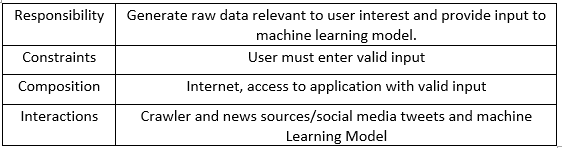 Responsibility Generate raw data relevant to user interest and provide input to
machine learning model.
Constraints User must enter valid input
Composition Internet, access to application with valid input
Interactions Crawler and news sources/social media tweets and machine
Learning Model